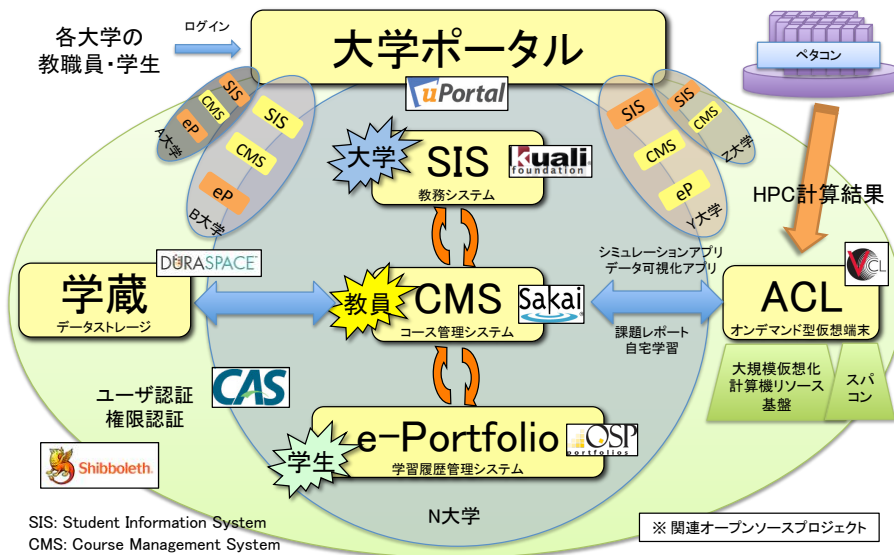 各大学の
教職員・学生
ログイン
大学ポータル
uPortal
ペタコン
SIS
CMS
eP
A大学
SIS
CMS
eP
B大学
SIS
CMS
eP
Y大学
SIS
CMS
Z大学
大学
SIS
教務システム
kuali
foundation
HPC計算結果
DURASPACE
学蔵
データストレージ
教員
CMS
コース管理システム
Sakai
シミュレーションアプリ
データ可視化アプリ
課題レポート
自宅学習
VCL
ACL
オンデマンド型仮想端末
大規模仮想化
計算機リソース
基盤
スパ
コン
ユーザ認証
権限認証
CAS
Shibboleth.
学生
e-Portfolio
学習履歴管理システム
OSP
portfolios
N大学
SIS: Student Information System
CMS: Course Management System
※ 関連オープンソースプロジェクト